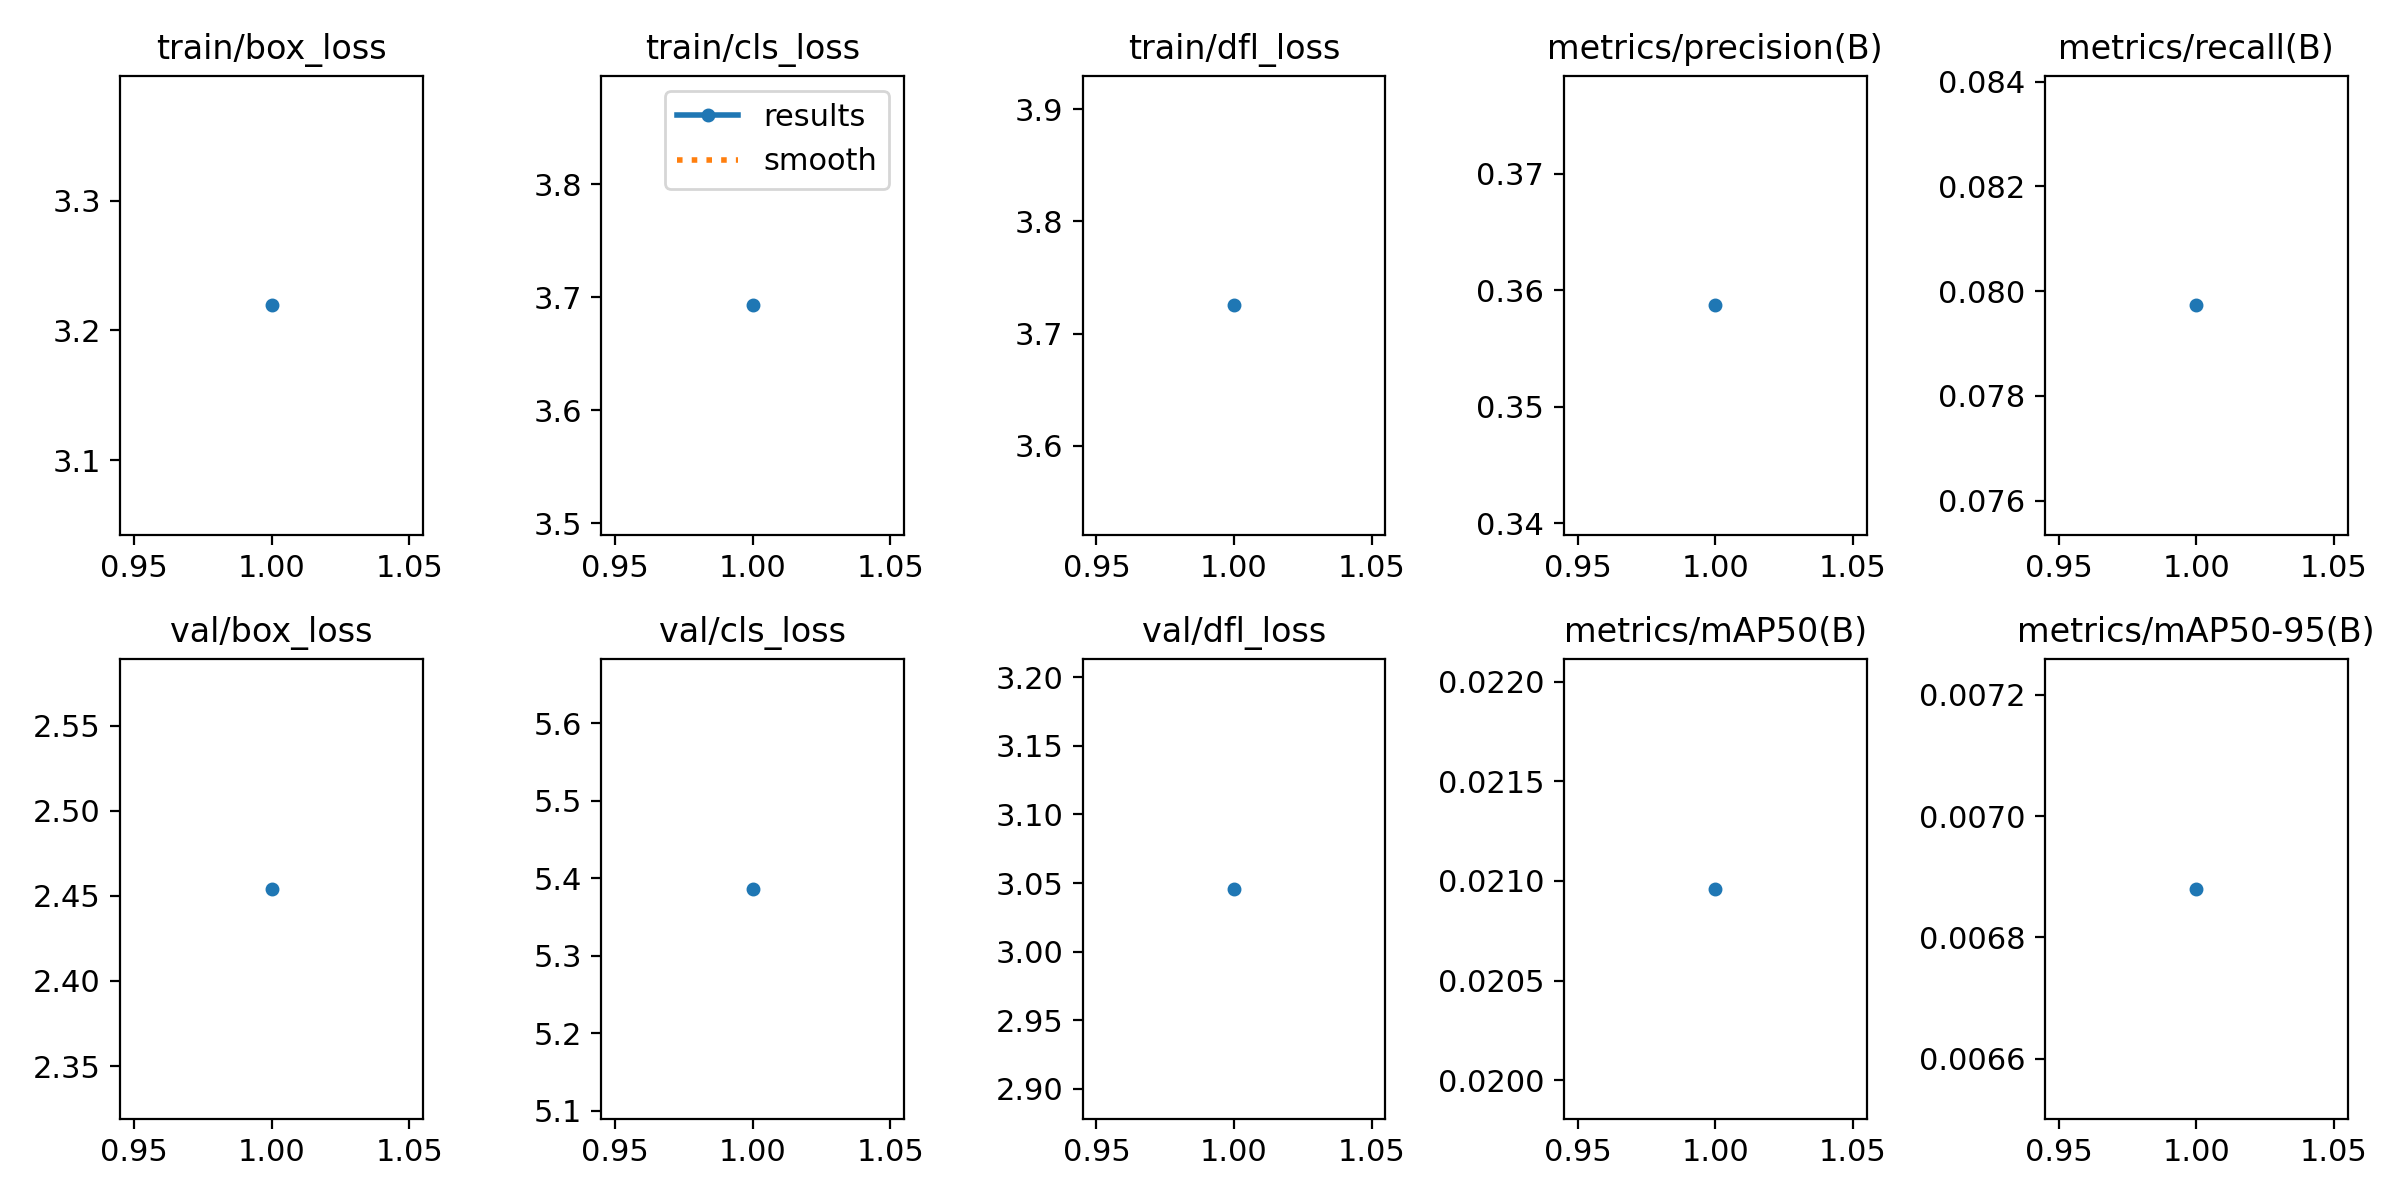 train/box_loss
3.3
3.2
3.1
0.95 1.00 1.05
train/cls_loss
results
smooth
3.8
3.7
3.6
3.5
0.95 1.00 1.05
train/dfl_loss
3.9
3.8
3.7
3.6
0.95 1.00 1.05
metrics/precision(B)
0.37
0.36
0.35
0.34
0.95 1.00 1.05
metrics/recall(B)
0.084
0.082
0.080
0.078
0.076
0.95 1.00 1.05
val/box_loss
2.55
2.50
2.45
2.40
2.35
0.95 1.00 1.05
val/cls_loss
5.6
5.5
5.4
5.3
5.2
5.1
0.95 1.00 1.05
val/dfl_loss
3.20
3.15
3.10
3.05
3.00
2.95
2.90
0.95 1.00 1.05
metrics/mAP50(B)
0.0220
0.0215
0.0210
0.0205
0.0200
0.95 1.00 1.05
metrics/mAP50-95(B)
0.0072
0.0070
0.0068
0.0066
0.95 1.00 1.05